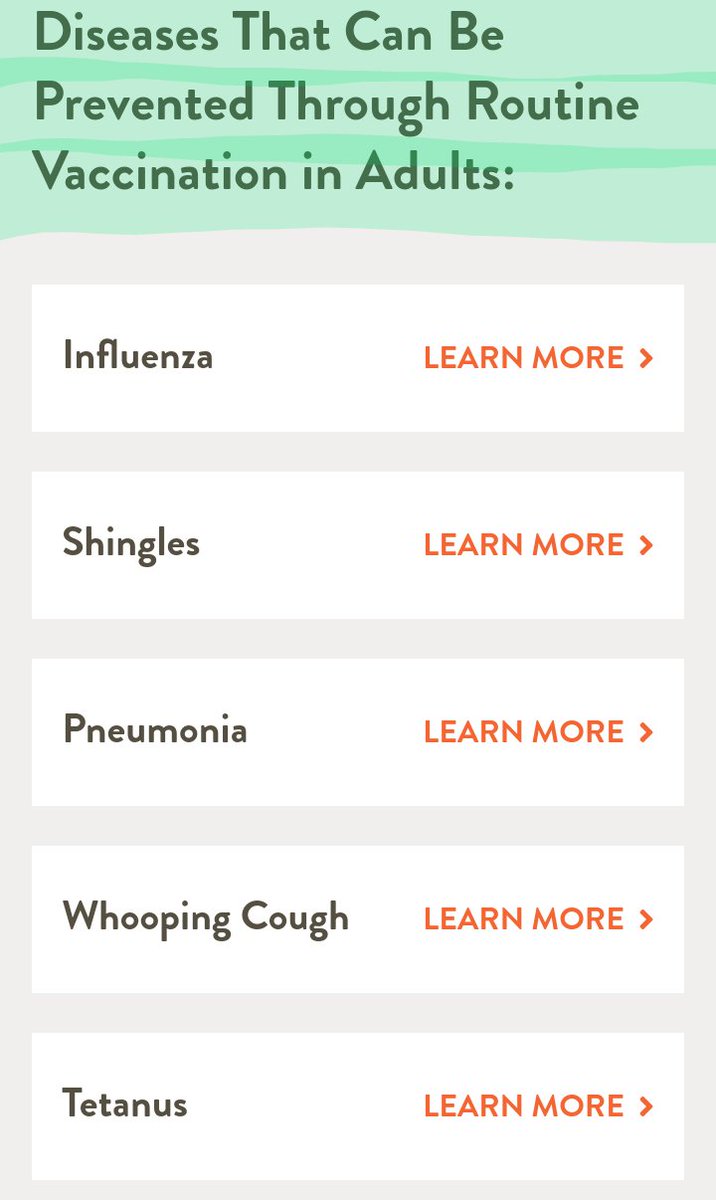 Diseases That Can Be
Prevented Through Routine
Vaccination in Adults:
Influenza LEARN MORE >
Shingles LEARN MORE >
Pneumonia LEARN MORE >
Whooping Cough LEARN MORE >
Tetanus LEARN MORE >